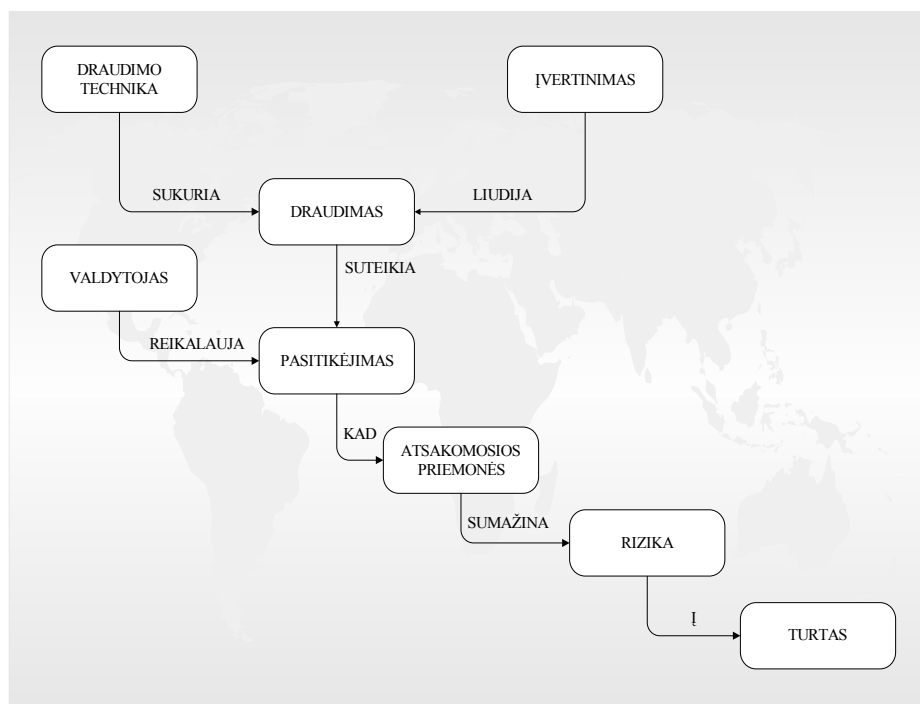 DRAUDIMO
TECHNIKA
ĮVERTINIMAS
SUKURIA
LIUDIJA
DRAUDIMAS
SUTEIKIA
VALDYTOJAS
REIKALAUJA
PASITIKĖJIMAS
KAD
ATSAKOMOSIOS
PRIEMONĖS
SUMAŽINA
RIZIKA
Į
TURTAS